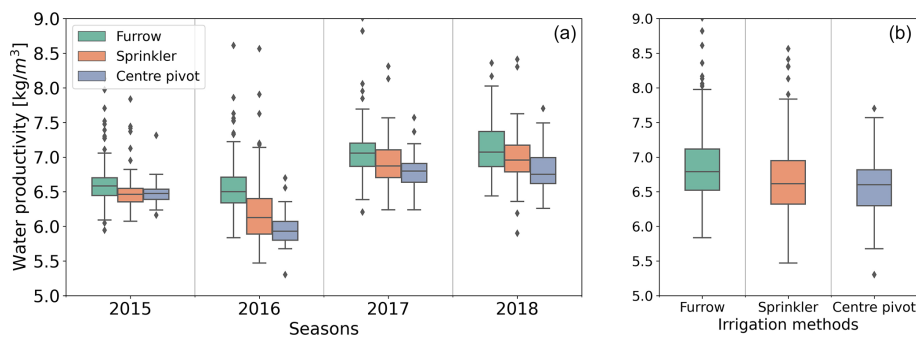 9.0
8.5
8.0
7.5
7.0
6.5
6.0
5.5
5.0
Water productivity [kg/m³]
Furrow
Sprinkler
Centre pivot
(a)
2015 2016 2017 2018
Seasons
9.0
8.5
8.0
7.5
7.0
6.5
6.0
5.5
5.0
(b)
Furrow Sprinkler Centre pivot
Irrigation methods